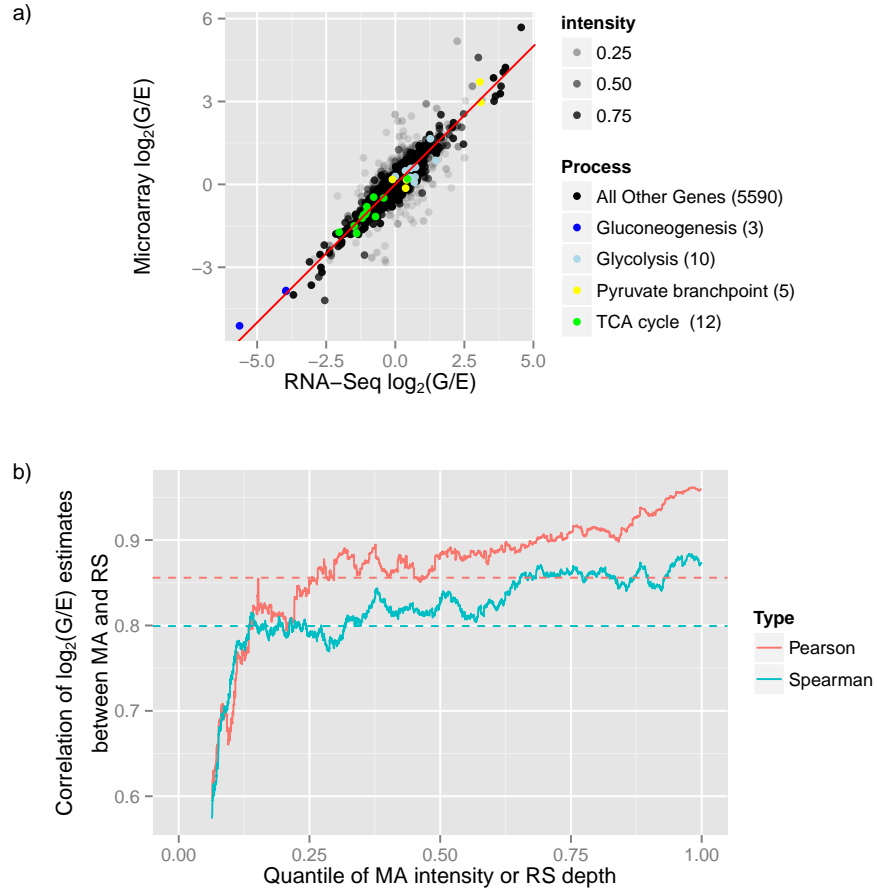 a)
6
3
0
−3
Microarray log2(G/E)
−5.0 −2.5 0.0 2.5 5.0
RNA−Seq log2(G/E)
intensity
0.25
0.50
0.75
Process
All Other Genes (5590)
Gluconeogenesis (3)
Glycolysis (10)
Pyruvate branchpoint (5)
TCA cycle (12)
b)
Correlation of log2(G/E) estimates
between MA and RS
0.9
0.8
0.7
0.6
0.00 0.25 0.50 0.75 1.00
Quantile of MA intensity or RS depth
Type
Pearson
Spearman